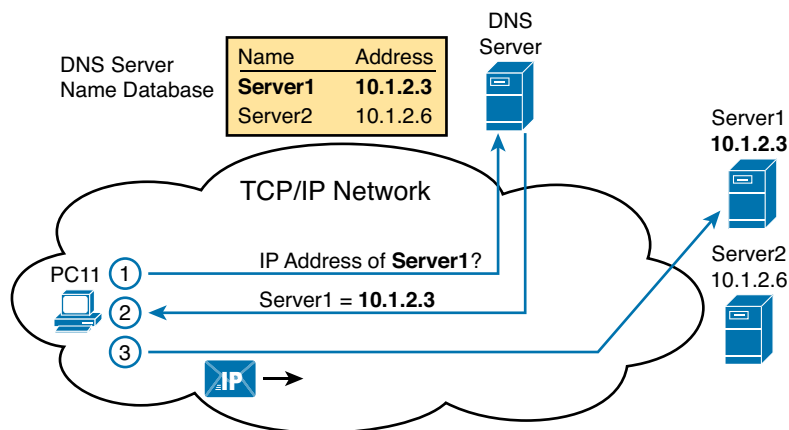 DNS
Server
DNS Server
Name Database
Name Address
Server1 10.1.2.3
Server2 10.1.2.6
Server1
10.1.2.3
TCP/IP Network
IP Address of Server1?
PC11
1
Server2
10.1.2.6
Server1 = 10.1.2.3
2
3
IP